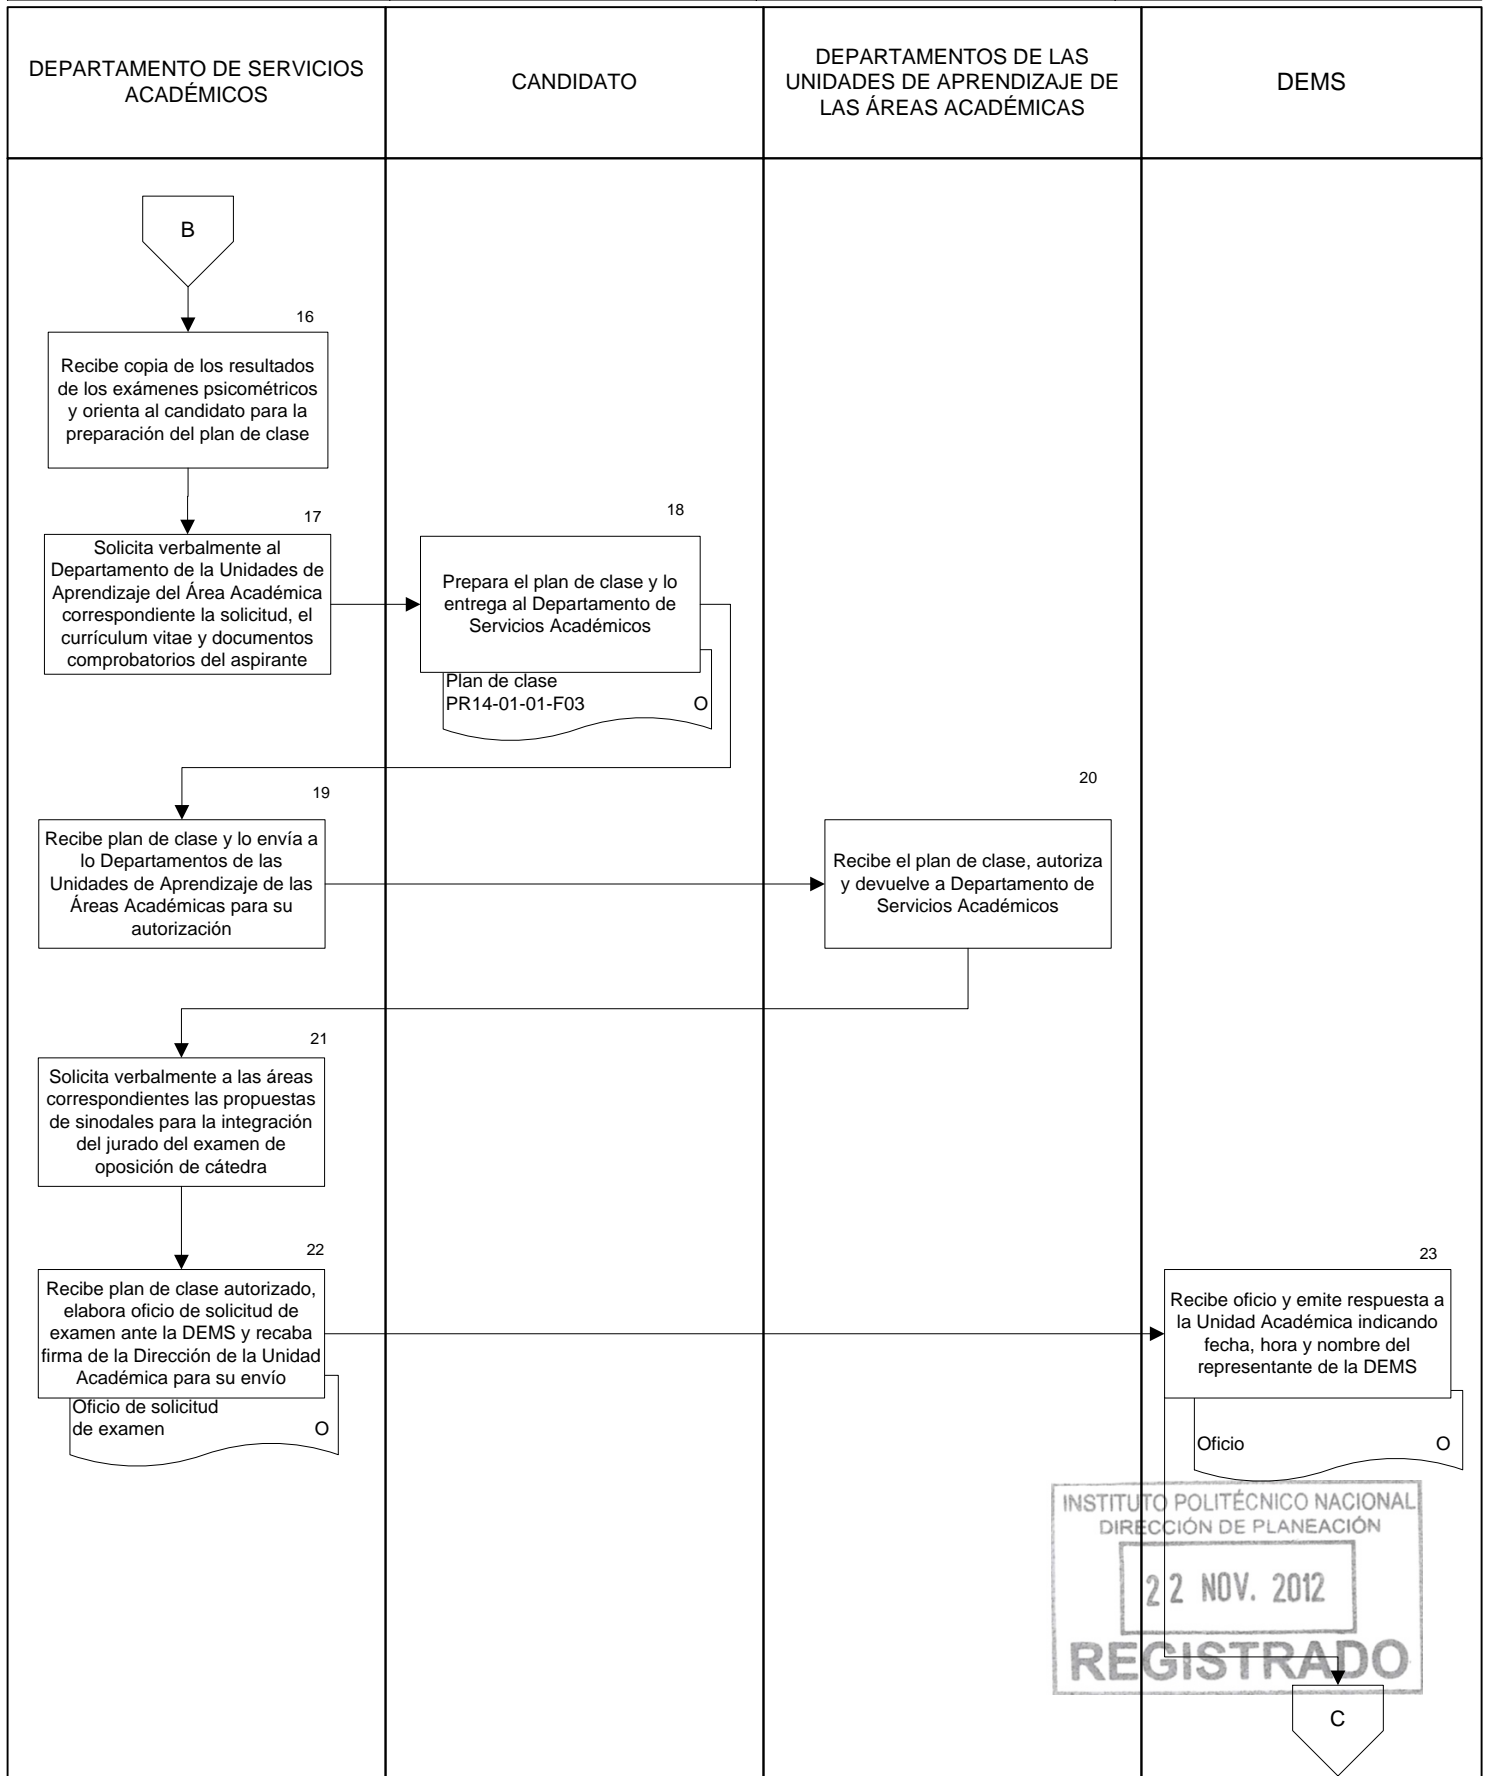 DEPARTAMENTO DE SERVICIOS
ACADÉMICOS
CANDIDATO
DEPARTAMENTOS DE LAS
UNIDADES DE APRENDIZAJE DE
LAS ÁREAS ACADÉMICAS
DEMS
B
16
Recibe copia de los resultados
de los exámenes psicométricos
y orienta al candidato para la
preparación del plan de clase
17
Solicita verbalmente al
Departamento de la Unidades de
Aprendizaje del Área Académica
correspondiente la solicitud, el
currículum vitae y documentos
comprobatorios del aspirante
18
Prepara el plan de clase y lo
entrega al Departamento de
Servicios Académicos
Plan de clase
PR14-01-01-F03 O
19
Recibe plan de clase y lo envía a
lo Departamentos de las
Unidades de Aprendizaje de las
Áreas Académicas para su
autorización
20
Recibe el plan de clase, autoriza
y devuelve a Departamento de
Servicios Académicos
21
Solicita verbalmente a las áreas
correspondientes las propuestas
de sinodales para la integración
del jurado del examen de
oposición de cátedra
22
Recibe plan de clase autorizado,
elabora oficio de solicitud de
examen ante la DEMS y recaba
firma de la Dirección de la Unidad
Académica para su envío
Oficio de solicitud
de examen O
23
Recibe oficio y emite respuesta a
la Unidad Académica indicando
fecha, hora y nombre del
representante de la DEMS
Oficio O
INSTITUTO POLITÉCNICO NACIONAL
DIRECCIÓN DE PLANEACIÓN
22 NOV. 2012
REGISTRADO
C